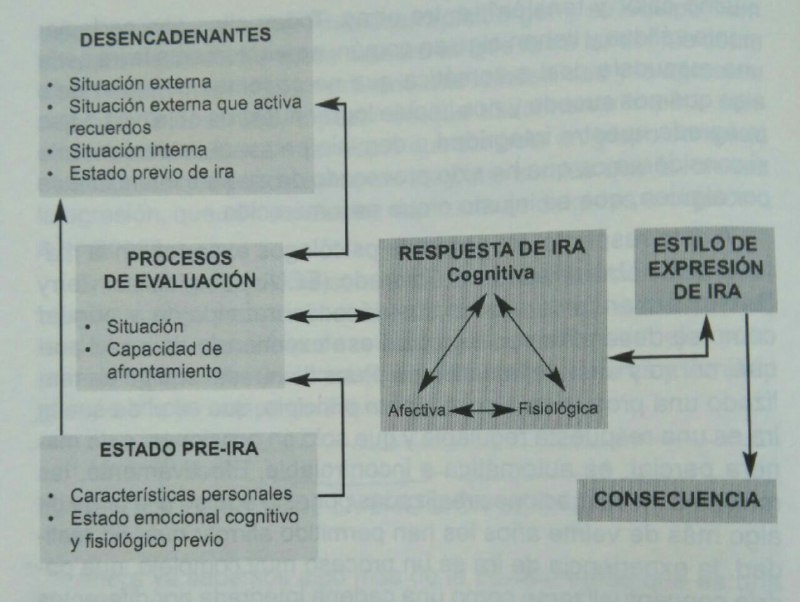 DESENCADENANTES
• Situación externa
• Situación externa que activa
recuerdos
• Situación interna
• Estado previo de ira
PROCESOS
DE EVALUACIÓN
• Situación
• Capacidad de
afrontamiento
ESTADO PRE-IRA
• Características personales
• Estado emocional cognitivo
y fisiológico previo
RESPUESTA DE IRA
Cognitiva
Afectiva
Fisiológica
ESTILO DE
EXPRESIÓN
DE IRA
CONSECUENCIA